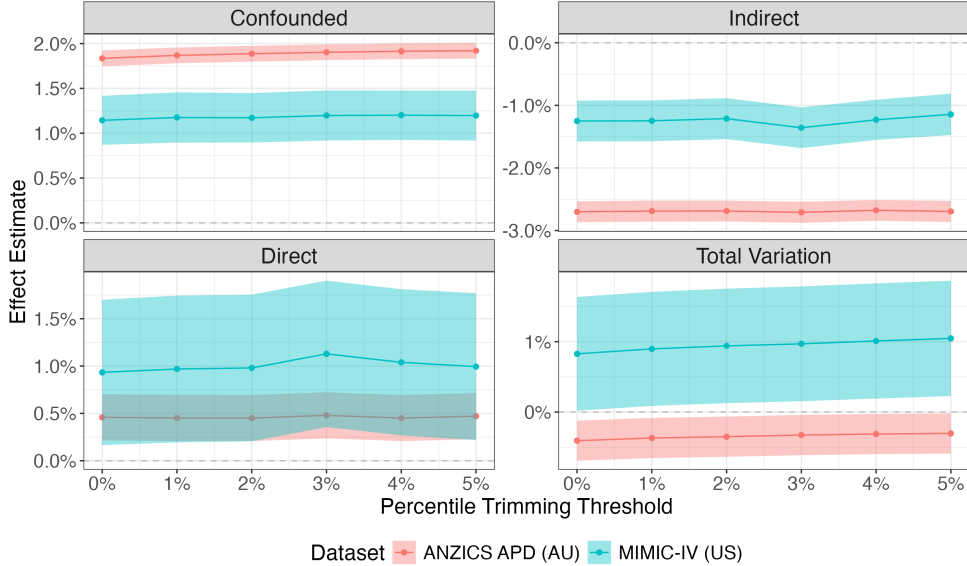 Confounded
Indirect
2.0%
1.5%
1.0%
0.5%
0.0%
0.0%
-1.0%
-2.0%
-3.0%
Effect Estimate
Direct
Total Variation
1.5%
1.0%
0.5%
0.0%
1%
0%
0% 1% 2% 3% 4% 5%
0% 1% 2% 3% 4% 5%
Percentile Trimming Threshold
Dataset ANZICS APD (AU) MIMIC-IV (US)